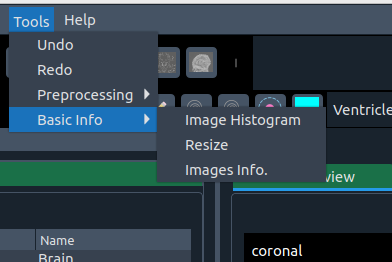 Tools Help
Undo
Redo
Preprocessing
Basic Info
Image Histogram
Resize
Images Info.
Ventricle
view
Name
Brain
coronal